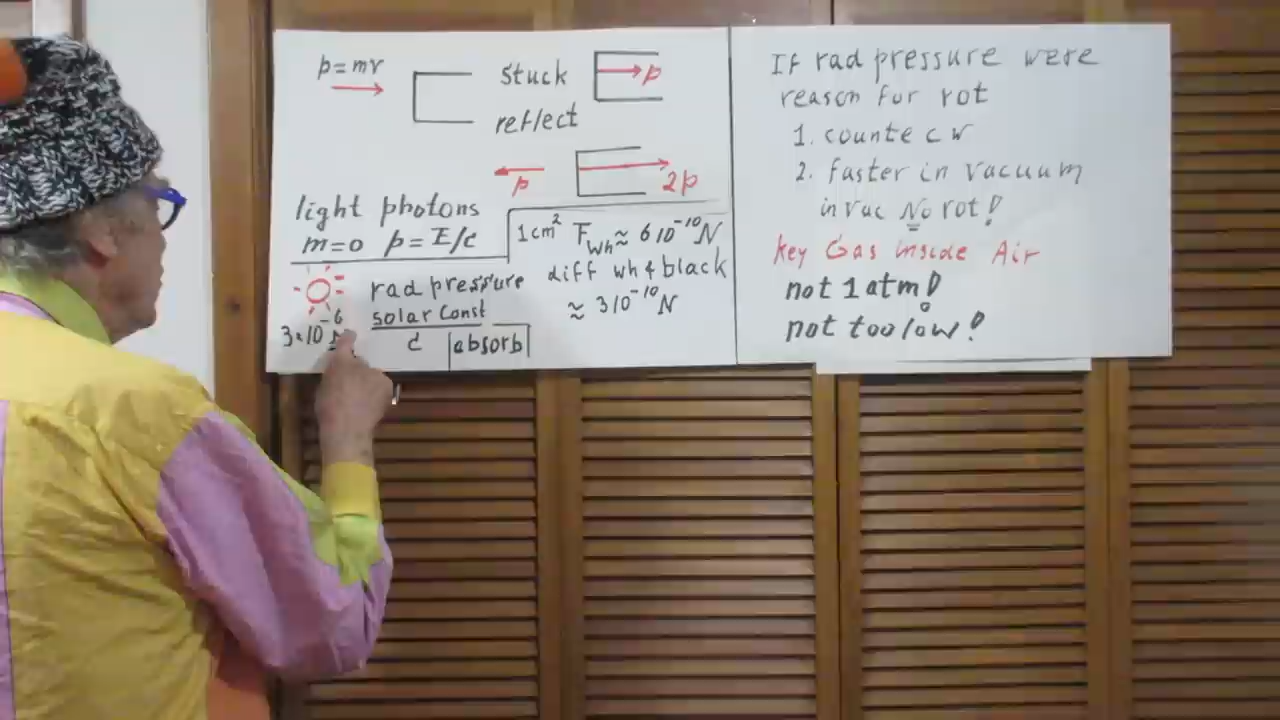 p=mv
stuck
p
reflect
p
2p
light photons
m=0 p=E/c
1cm² F_Wh ≈ 6 10⁻¹⁰ N
diff wh & black
≈ 3 10⁻¹⁰ N
rad pressure
solar const
c
absorb
3×10⁻⁶
If rad pressure were
reason for rot
1. counte c w
2. faster in vacuum
in vac No rot!
key Gas inside Air
not 1 atm!
not too low!